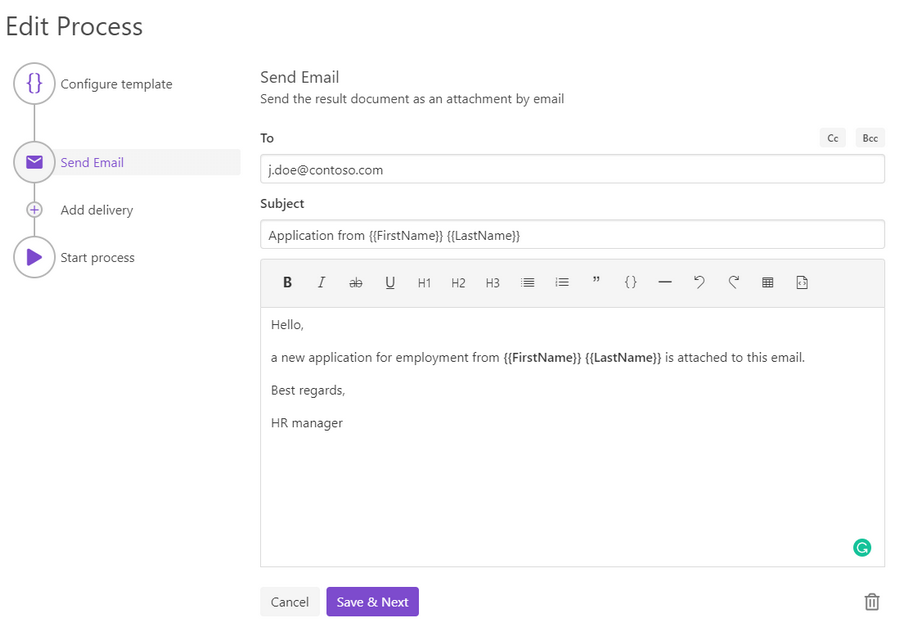 Edit Process
{} Configure template
Send Email
Add delivery
Start process
Send Email
Send the result document as an attachment by email
To Cc Bcc
j.doe@contoso.com
Subject
Application from {{FirstName}} {{LastName}}
B I ab U H1 H2 H3 ” {}
Hello,
a new application for employment from {{FirstName}} {{LastName}} is attached to this email.
Best regards,
HR manager
Cancel Save & Next